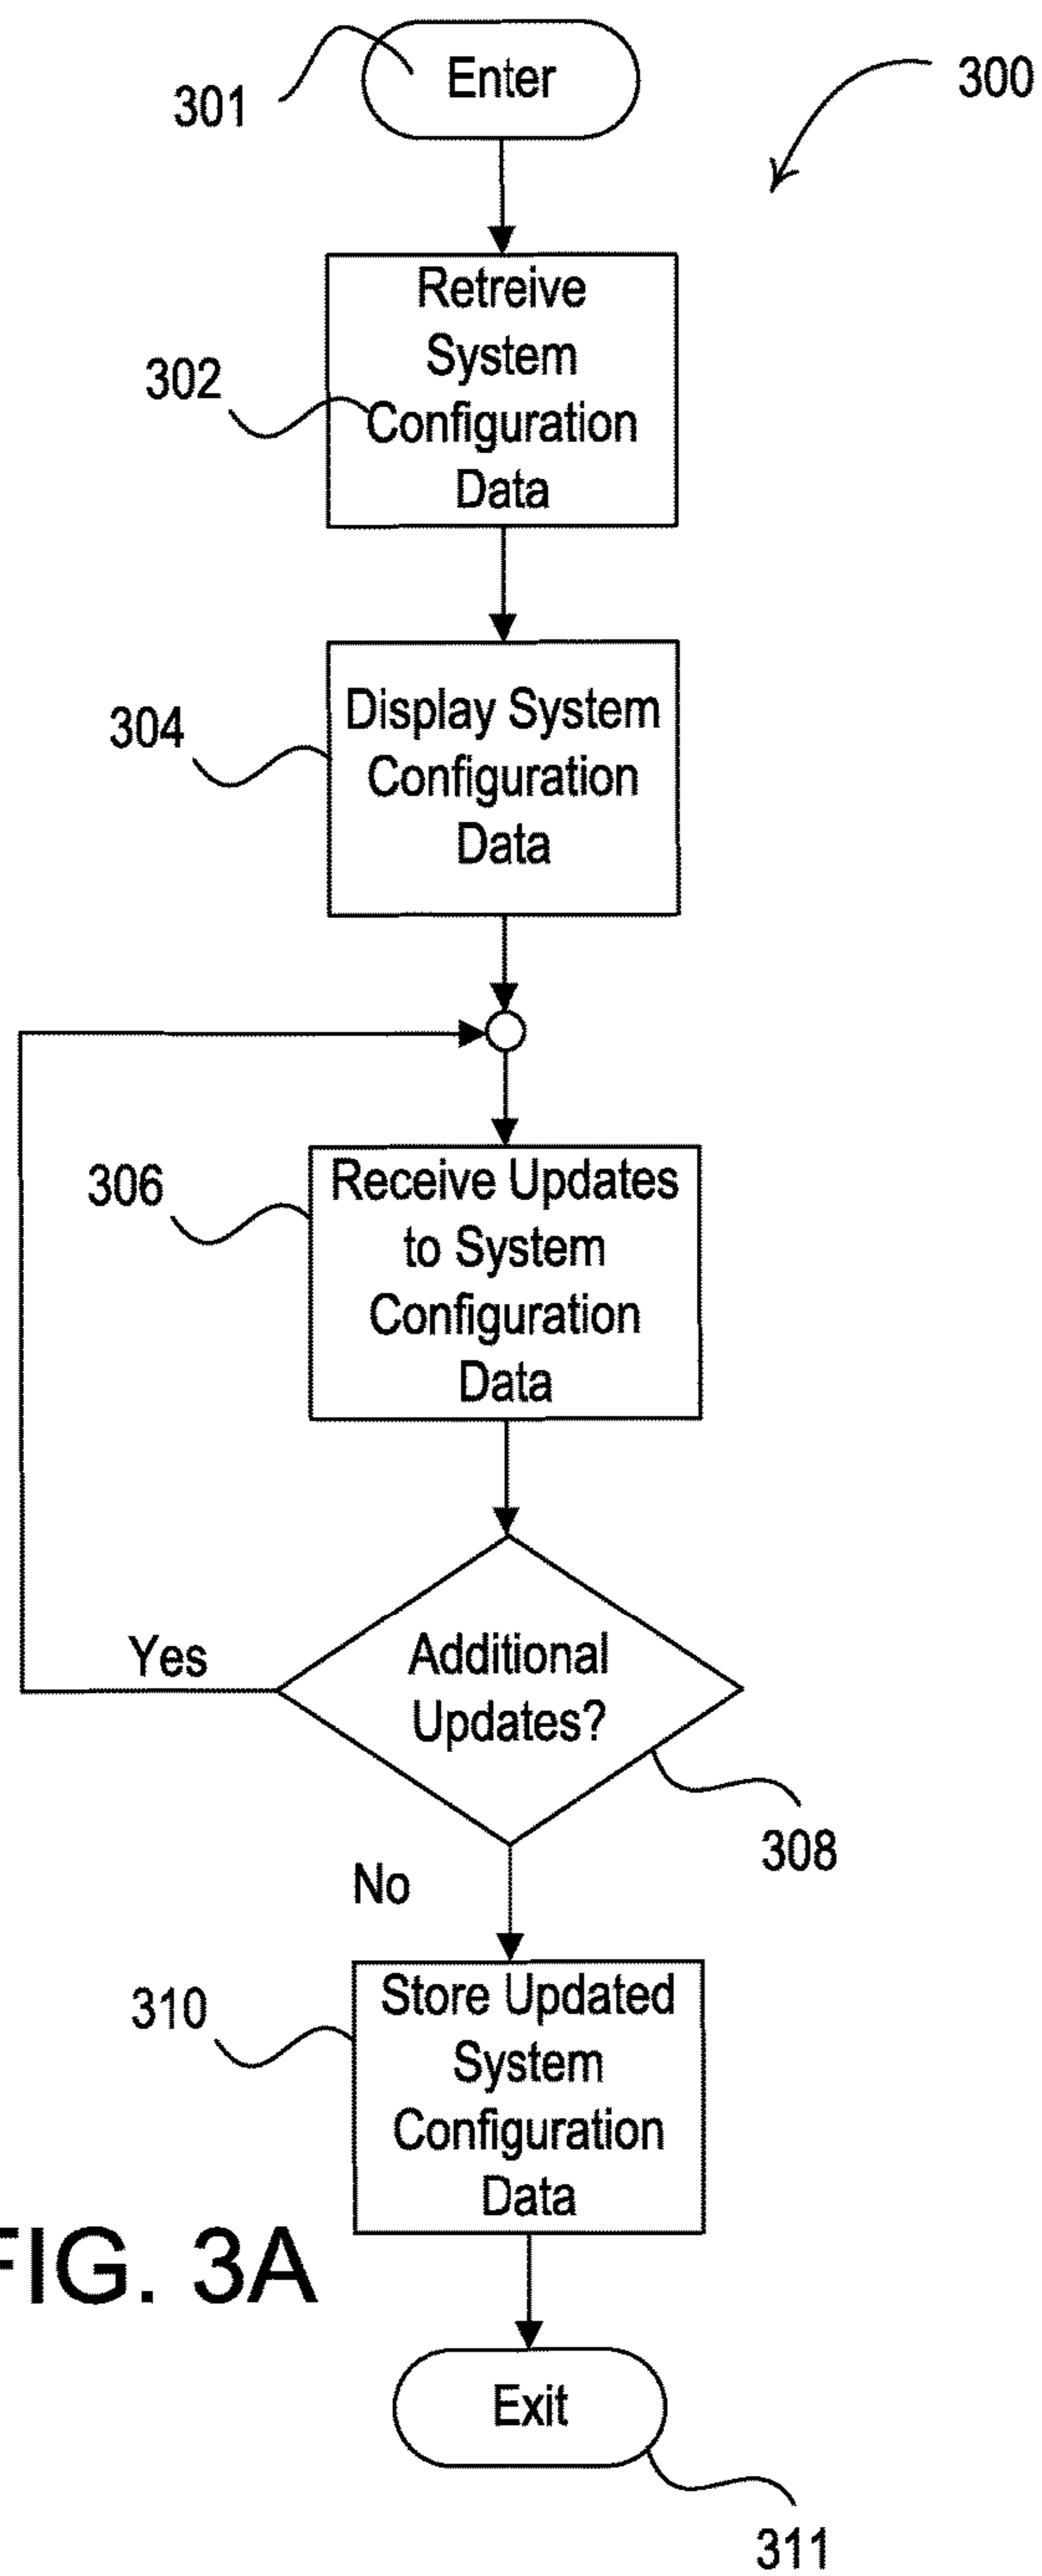 Enter
301
300
Retreive
System
302
Configuration
Data
Display System
304
Configuration
Data
Receive Updates
306
to System
Configuration
Data
Yes
Additional
Updates?
308
No
Store Updated
310
System
Configuration
Data
FIG. 3A
Exit
311